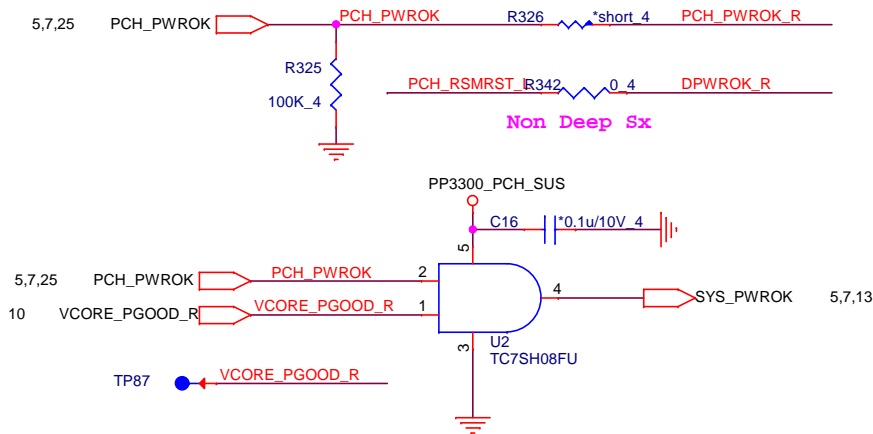 5,7,25 PCH_PWROK PCH_PWROK R326 *short_4 PCH_PWROK_R
R325
100K_4
PCH_RSMRST_L R342 0_4 DPWROK_R
Non Deep Sx
PP3300_PCH_SUS
C16 *0.1u/10V_4
5
5,7,25 PCH_PWROK PCH_PWROK 2
4 SYS_PWROK 5,7,13
10 VCORE_PGOOD_R VCORE_PGOOD_R 1
3
U2
TC7SH08FU
TP87 VCORE_PGOOD_R